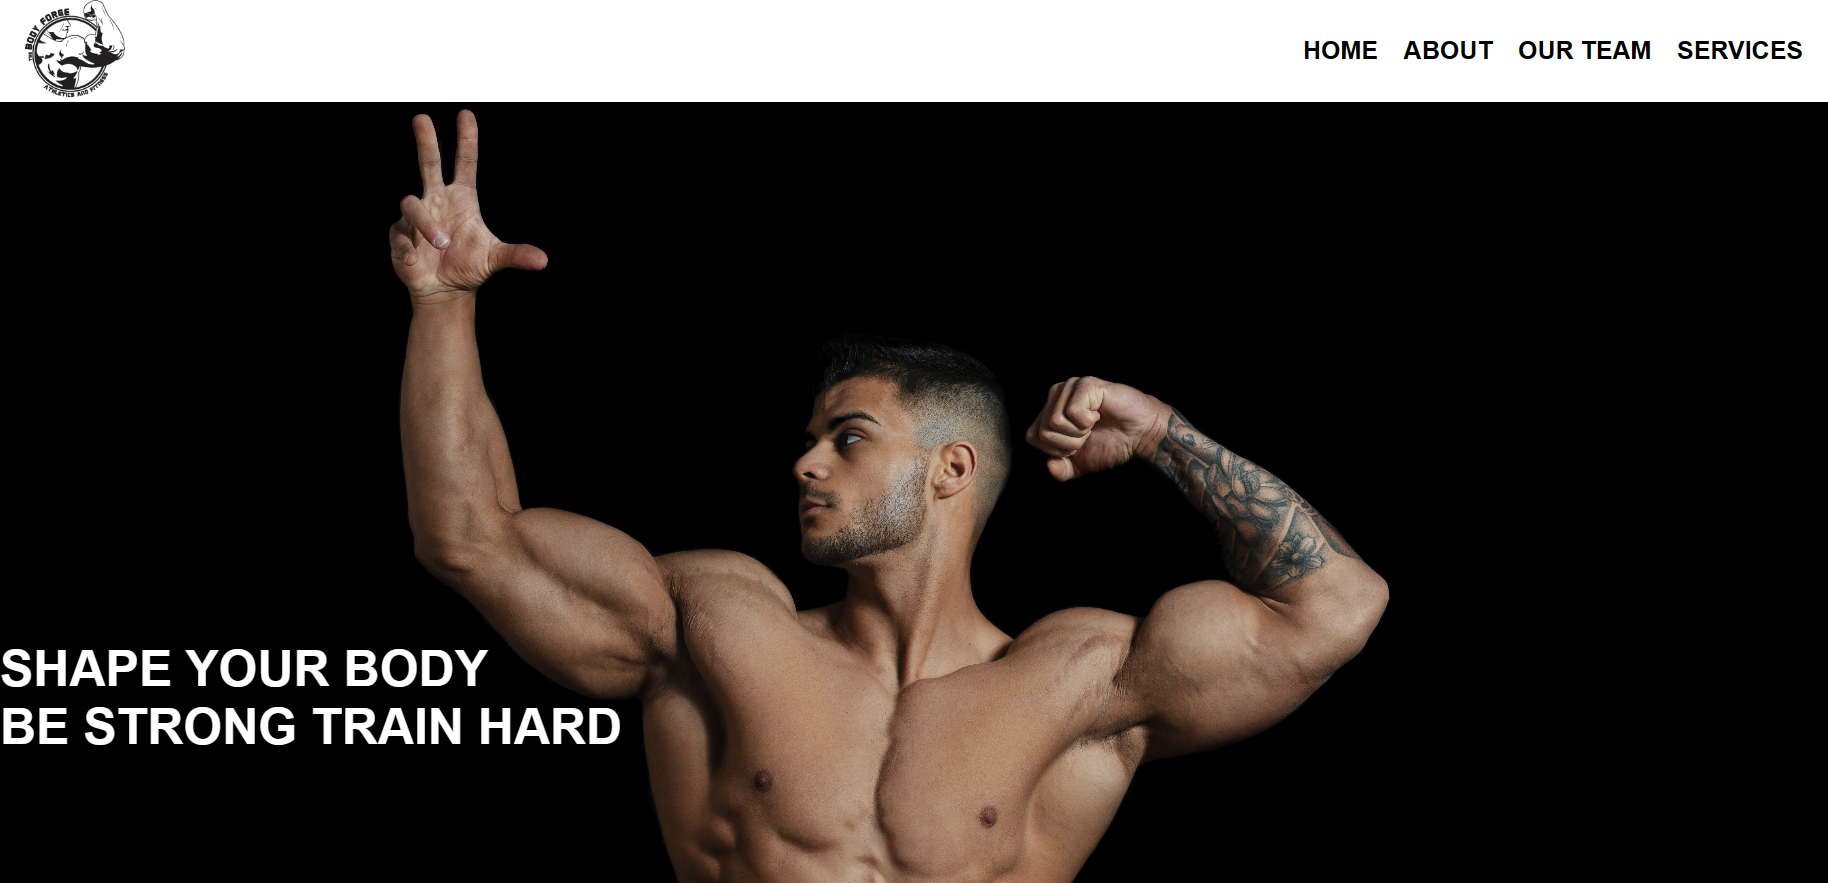 THE BODY FORGE
ATHLETICS AND FITNESS
HOME ABOUT OUR TEAM SERVICES
SHAPE YOUR BODY
BE STRONG TRAIN HARD